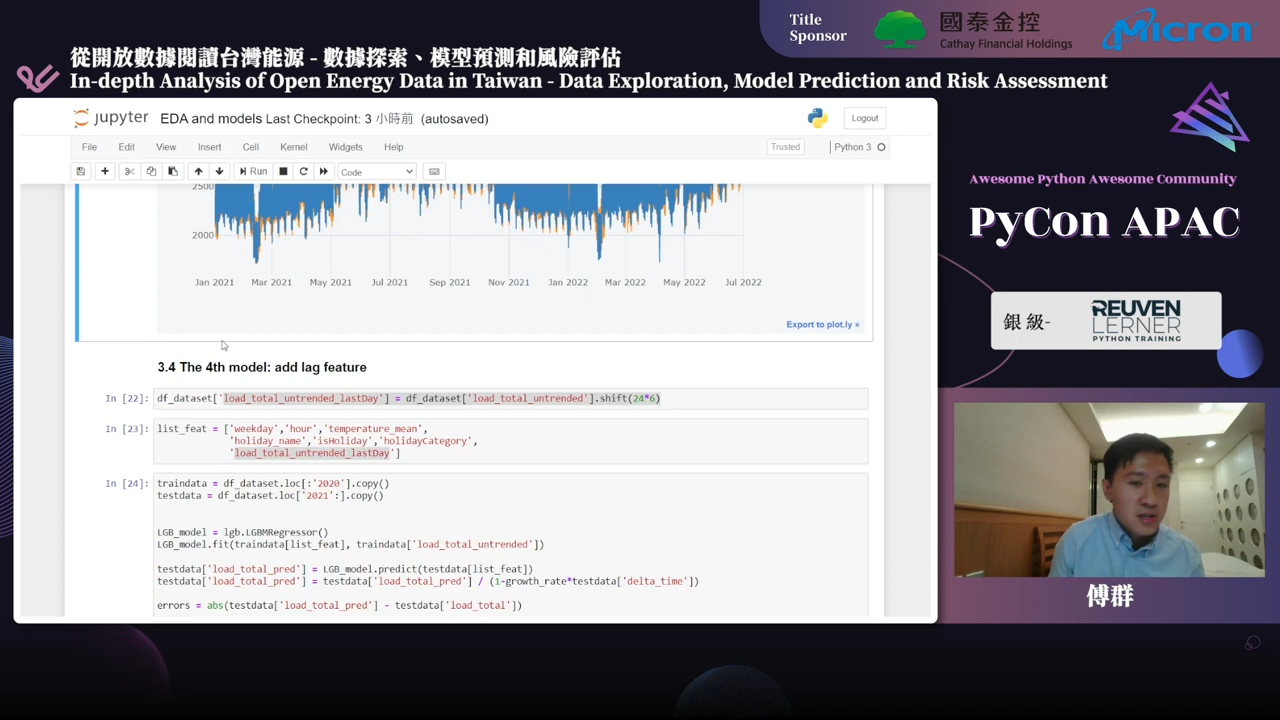 Title
Sponsor
國泰金控
Cathay Financial Holdings
Micron
從開放數據閱讀台灣能源 - 數據探索、模型預測和風險評估
In-depth Analysis of Open Energy Data in Taiwan - Data Exploration, Model Prediction and Risk Assessment
jupyter EDA and models Last Checkpoint: 3 小時前 (autosaved)
Logout
File Edit View Insert Cell Kernel Widgets Help
Trusted
Python 3
Run
Code
2500
2000
Jan 2021 Mar 2021 May 2021 Jul 2021 Sep 2021 Nov 2021 Jan 2022 Mar 2022 May 2022 Jul 2022
Export to plot.ly »
3.4 The 4th model: add lag feature
In [22]: df_dataset['load_total_untrended_lastDay'] = df_dataset['load_total_untrended'].shift(24*6)
In [23]: list_feat = ['weekday','hour','temperature_mean',
'holiday_name','isHoliday','holidayCategory',
'load_total_untrended_lastDay']
In [24]: traindata = df_dataset.loc[:'2020'].copy()
testdata = df_dataset.loc['2021':].copy()
LGB_model = lgb.LGBMRegressor()
LGB_model.fit(traindata[list_feat], traindata['load_total_untrended'])
testdata['load_total_pred'] = LGB_model.predict(testdata[list_feat])
testdata['load_total_pred'] = testdata['load_total_pred'] / (1-growth_rate*testdata['delta_time'])
errors = abs(testdata['load_total_pred'] - testdata['load_total'])
Awesome Python Awesome Community
PyCon APAC
銀級-
REUVEN
LERNER
PYTHON TRAINING
傅群